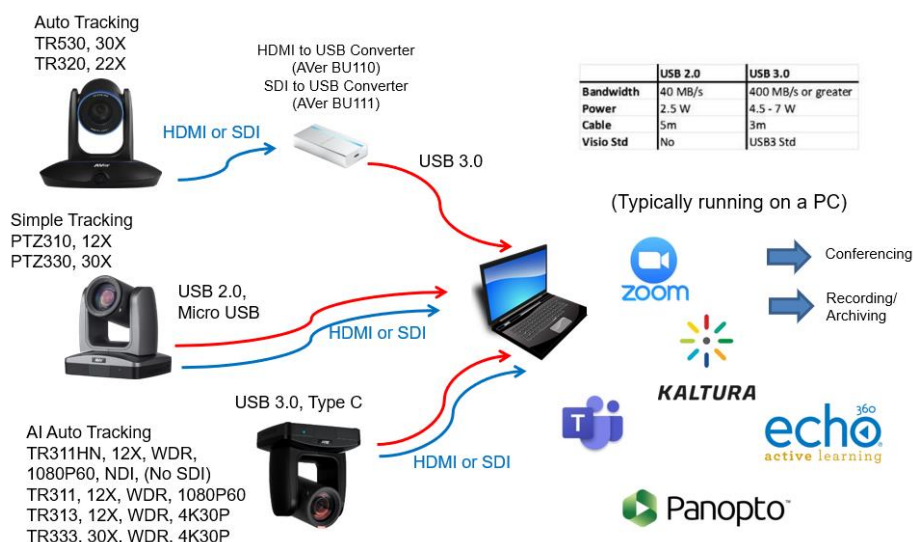 Auto Tracking
TR530, 30X
TR320, 22X
HDMI or SDI
HDMI to USB Converter
(AVer BU110)
SDI to USB Converter
(AVer BU111)
USB 3.0
USB 2.0 USB 3.0
Bandwidth 40 MB/s 400 MB/s or greater
Power 2.5 W 4.5 - 7 W
Cable 5m 3m
Visio Std No USB3 Std
Simple Tracking
PTZ310, 12X
PTZ330, 30X
USB 2.0,
Micro USB
HDMI or SDI
USB 3.0, Type C
HDMI or SDI
AI Auto Tracking
TR311HN, 12X, WDR,
1080P60, NDI, (No SDI)
TR311, 12X, WDR, 1080P60
TR313, 12X, WDR, 4K30P
TR333, 30X, WDR, 4K30P
(Typically running on a PC)
zoom
Conferencing
Recording/
Archiving
KALTURA
T
echo360
active learning
Panopto™